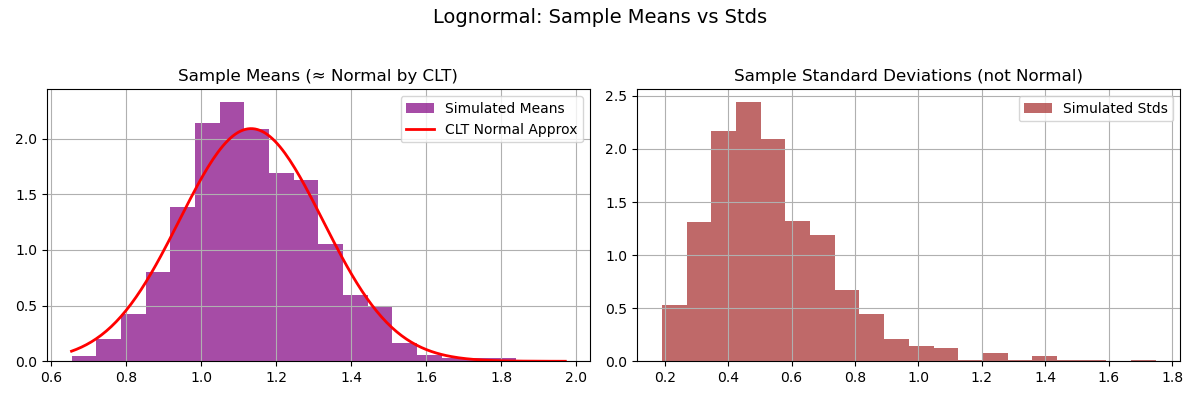 Lognormal: Sample Means vs Stds
Sample Means (≈ Normal by CLT)
Simulated Means
CLT Normal Approx
2.0
1.5
1.0
0.5
0.0
0.6 0.8 1.0 1.2 1.4 1.6 1.8 2.0
Sample Standard Deviations (not Normal)
Simulated Stds
2.5
2.0
1.5
1.0
0.5
0.0
0.2 0.4 0.6 0.8 1.0 1.2 1.4 1.6 1.8